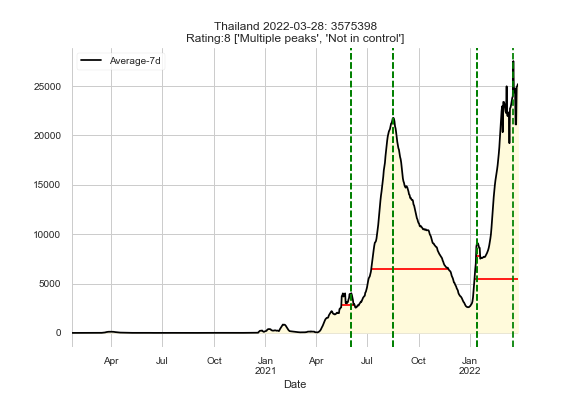 Thailand 2022-03-28: 3575398
Rating:8 ['Multiple peaks', 'Not in control']
Average-7d
25000
20000
15000
10000
5000
0
Apr Jul Oct Jan Apr Jul Oct Jan
2021 2022
Date